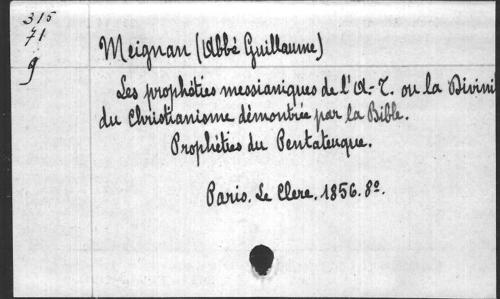 315
71
9
Meignan (Abbé Guillaume)
Les prophéties messianiques de l'A.-T. ou la Divini
du Christianisme démontrée par la Bible.
Prophéties du Pentateuque.
Paris. Le Clere. 1856. 8º.